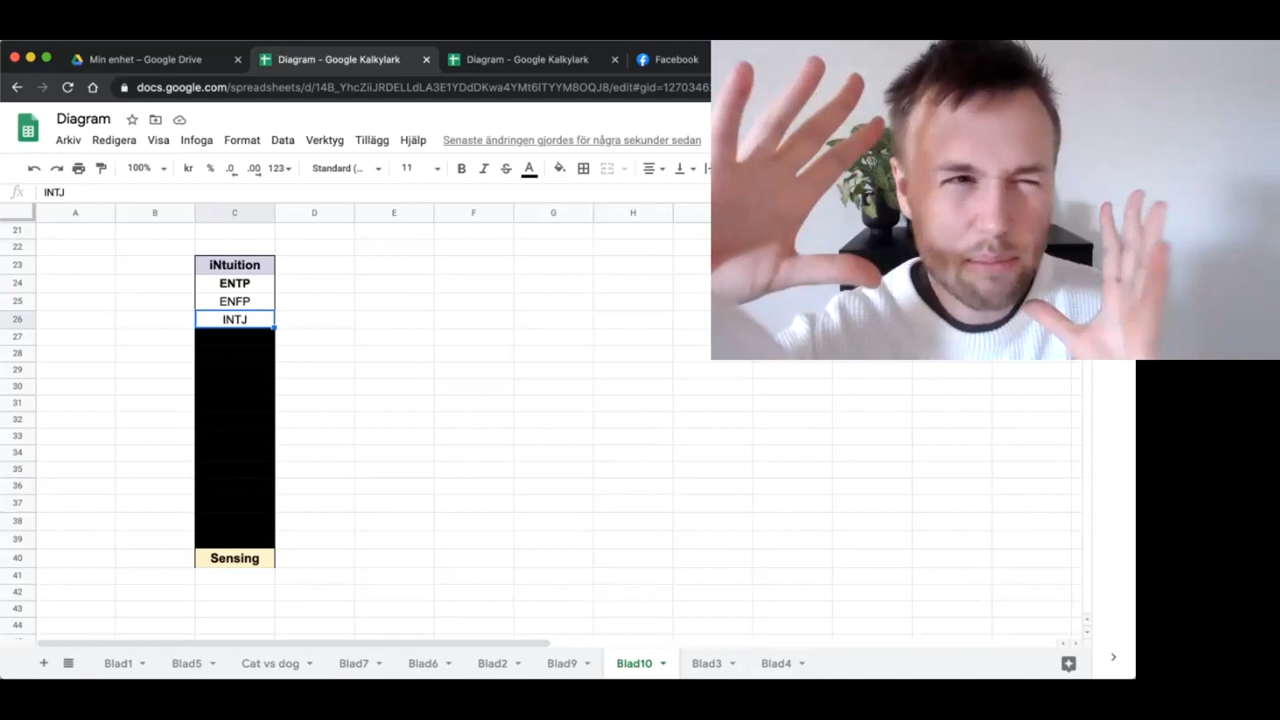 Min enhet – Google Drive
Diagram - Google Kalkylark
Diagram - Google Kalkylark
Facebook
docs.google.com/spreadsheets/d/14B_YhcZiiJRDELLdLA3E1YDdDKwa4YMt6lTYYM8OQJ8/edit#gid=12703463
Diagram
Arkiv Redigera Visa Infoga Format Data Verktyg Tillägg Hjälp Senaste ändringen gjordes för några sekunder sedan
100% kr % .0 .00 123 Standard (... 11 B I S A
fx INTJ
A B C D E F G H
21
22
23 iNtuition
24 ENTP
25 ENFP
26 INTJ
27
28
29
30
31
32
33
34
35
36
37
38
39
40 Sensing
41
42
43
44
Blad1 Blad5 Cat vs dog Blad7 Blad6 Blad2 Blad9 Blad10 Blad3 Blad4